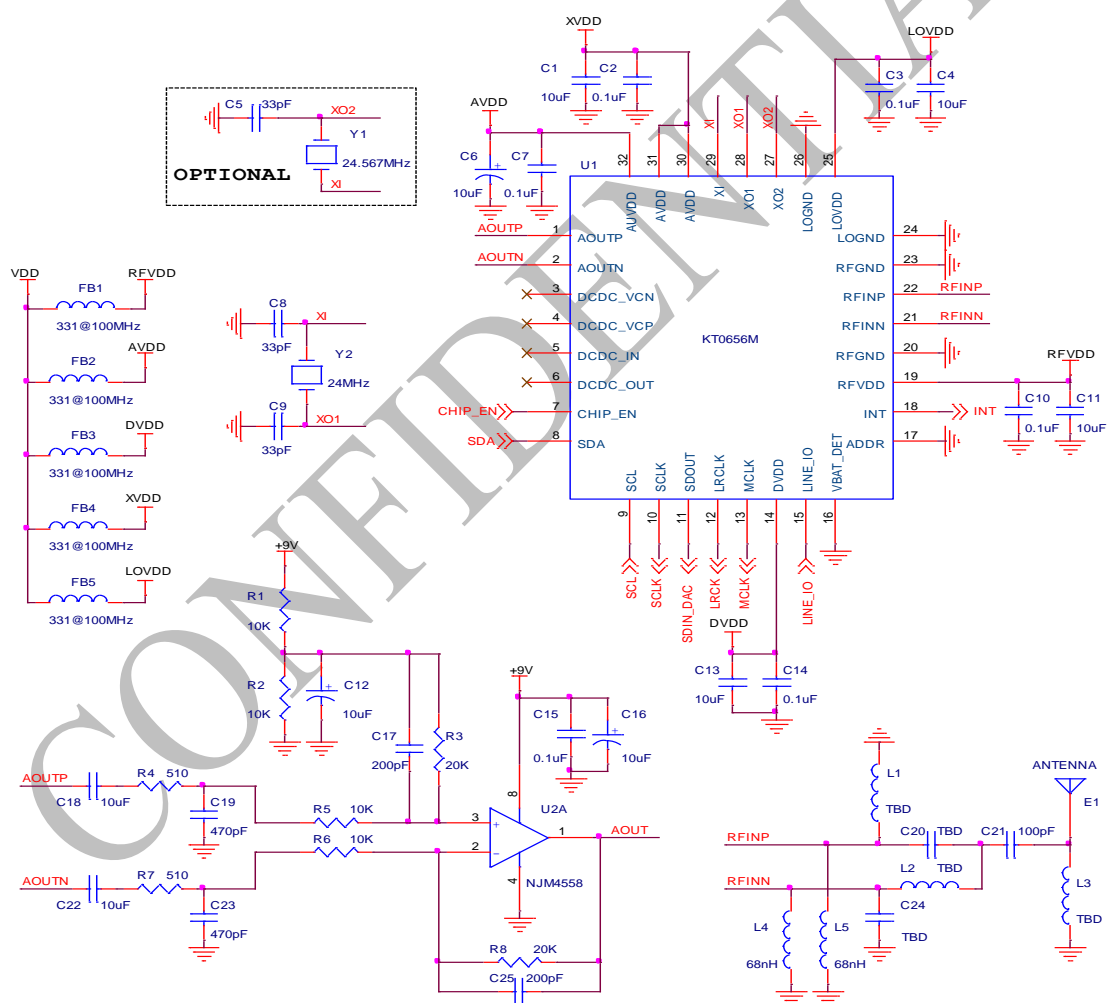 XVDD
LOVDD
C1
C2
10uF
0.1uF
C3
C4
0.1uF
10uF
AVDD
C6
10uF
C7
0.1uF
C5
33pF
XO2
Y1
24.567MHz
OPTIONAL
XI
XI
XO1
XO2
U1
32
31
30
29
28
27
26
25
AUVDD
AVDD
AVDD
XI
XO1
XO2
LOGND
LOVDD
AOUTP
1
AOUTP
AOUTN
2
AOUTN
3
DCDC_VCN
4
DCDC_VCP
5
DCDC_IN
6
DCDC_OUT
CHIP_EN
7
CHIP_EN
SDA
8
SDA
KT0656M
LOGND
24
RFGND
23
RFINP
22
RFINP
RFINN
21
RFINN
RFGND
20
RFVDD
19
INT
18
INT
ADDR
17
RFVDD
C10
0.1uF
C11
10uF
SCL
SCLK
SDOUT
LRCLK
MCLK
DVDD
LINE_IO
VBAT_DET
9
10
11
12
13
14
15
16
SCL
SCLK
SDIN_DAC
LRCK
MCLK
LINE_IO
DVDD
C13
10uF
C14
0.1uF
VDD
RFVDD
FB1
331@100MHz
AVDD
FB2
331@100MHz
DVDD
FB3
331@100MHz
XVDD
FB4
331@100MHz
LOVDD
FB5
331@100MHz
C8
XI
33pF
Y2
24MHz
C9
XO1
33pF
+9V
R1
10K
R2
10K
C12
10uF
C17
200pF
R3
20K
+9V
C15
0.1uF
C16
10uF
AOUTP
C18
10uF
R4
510
C19
470pF
R5
10K
R6
10K
3
+
2
-
8
U2A
1
AOUT
4
NJM4558
AOUTN
C22
10uF
R7
510
C23
470pF
R8
20K
C25
200pF
L1
TBD
ANTENNA
E1
RFINP
C20
TBD
C21
100pF
RFINN
L2
TBD
C24
TBD
L3
TBD
L4
68nH
L5
68nH
CONFIDENTIA